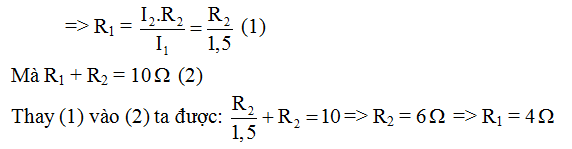 => R₁ = I₂.R₂/I₁ = R₂/1,5 (1)
Mà R₁ + R₂ = 10 Ω (2)
Thay (1) vào (2) ta được: R₂/1,5 + R₂ = 10 => R₂ = 6 Ω => R₁ = 4 Ω